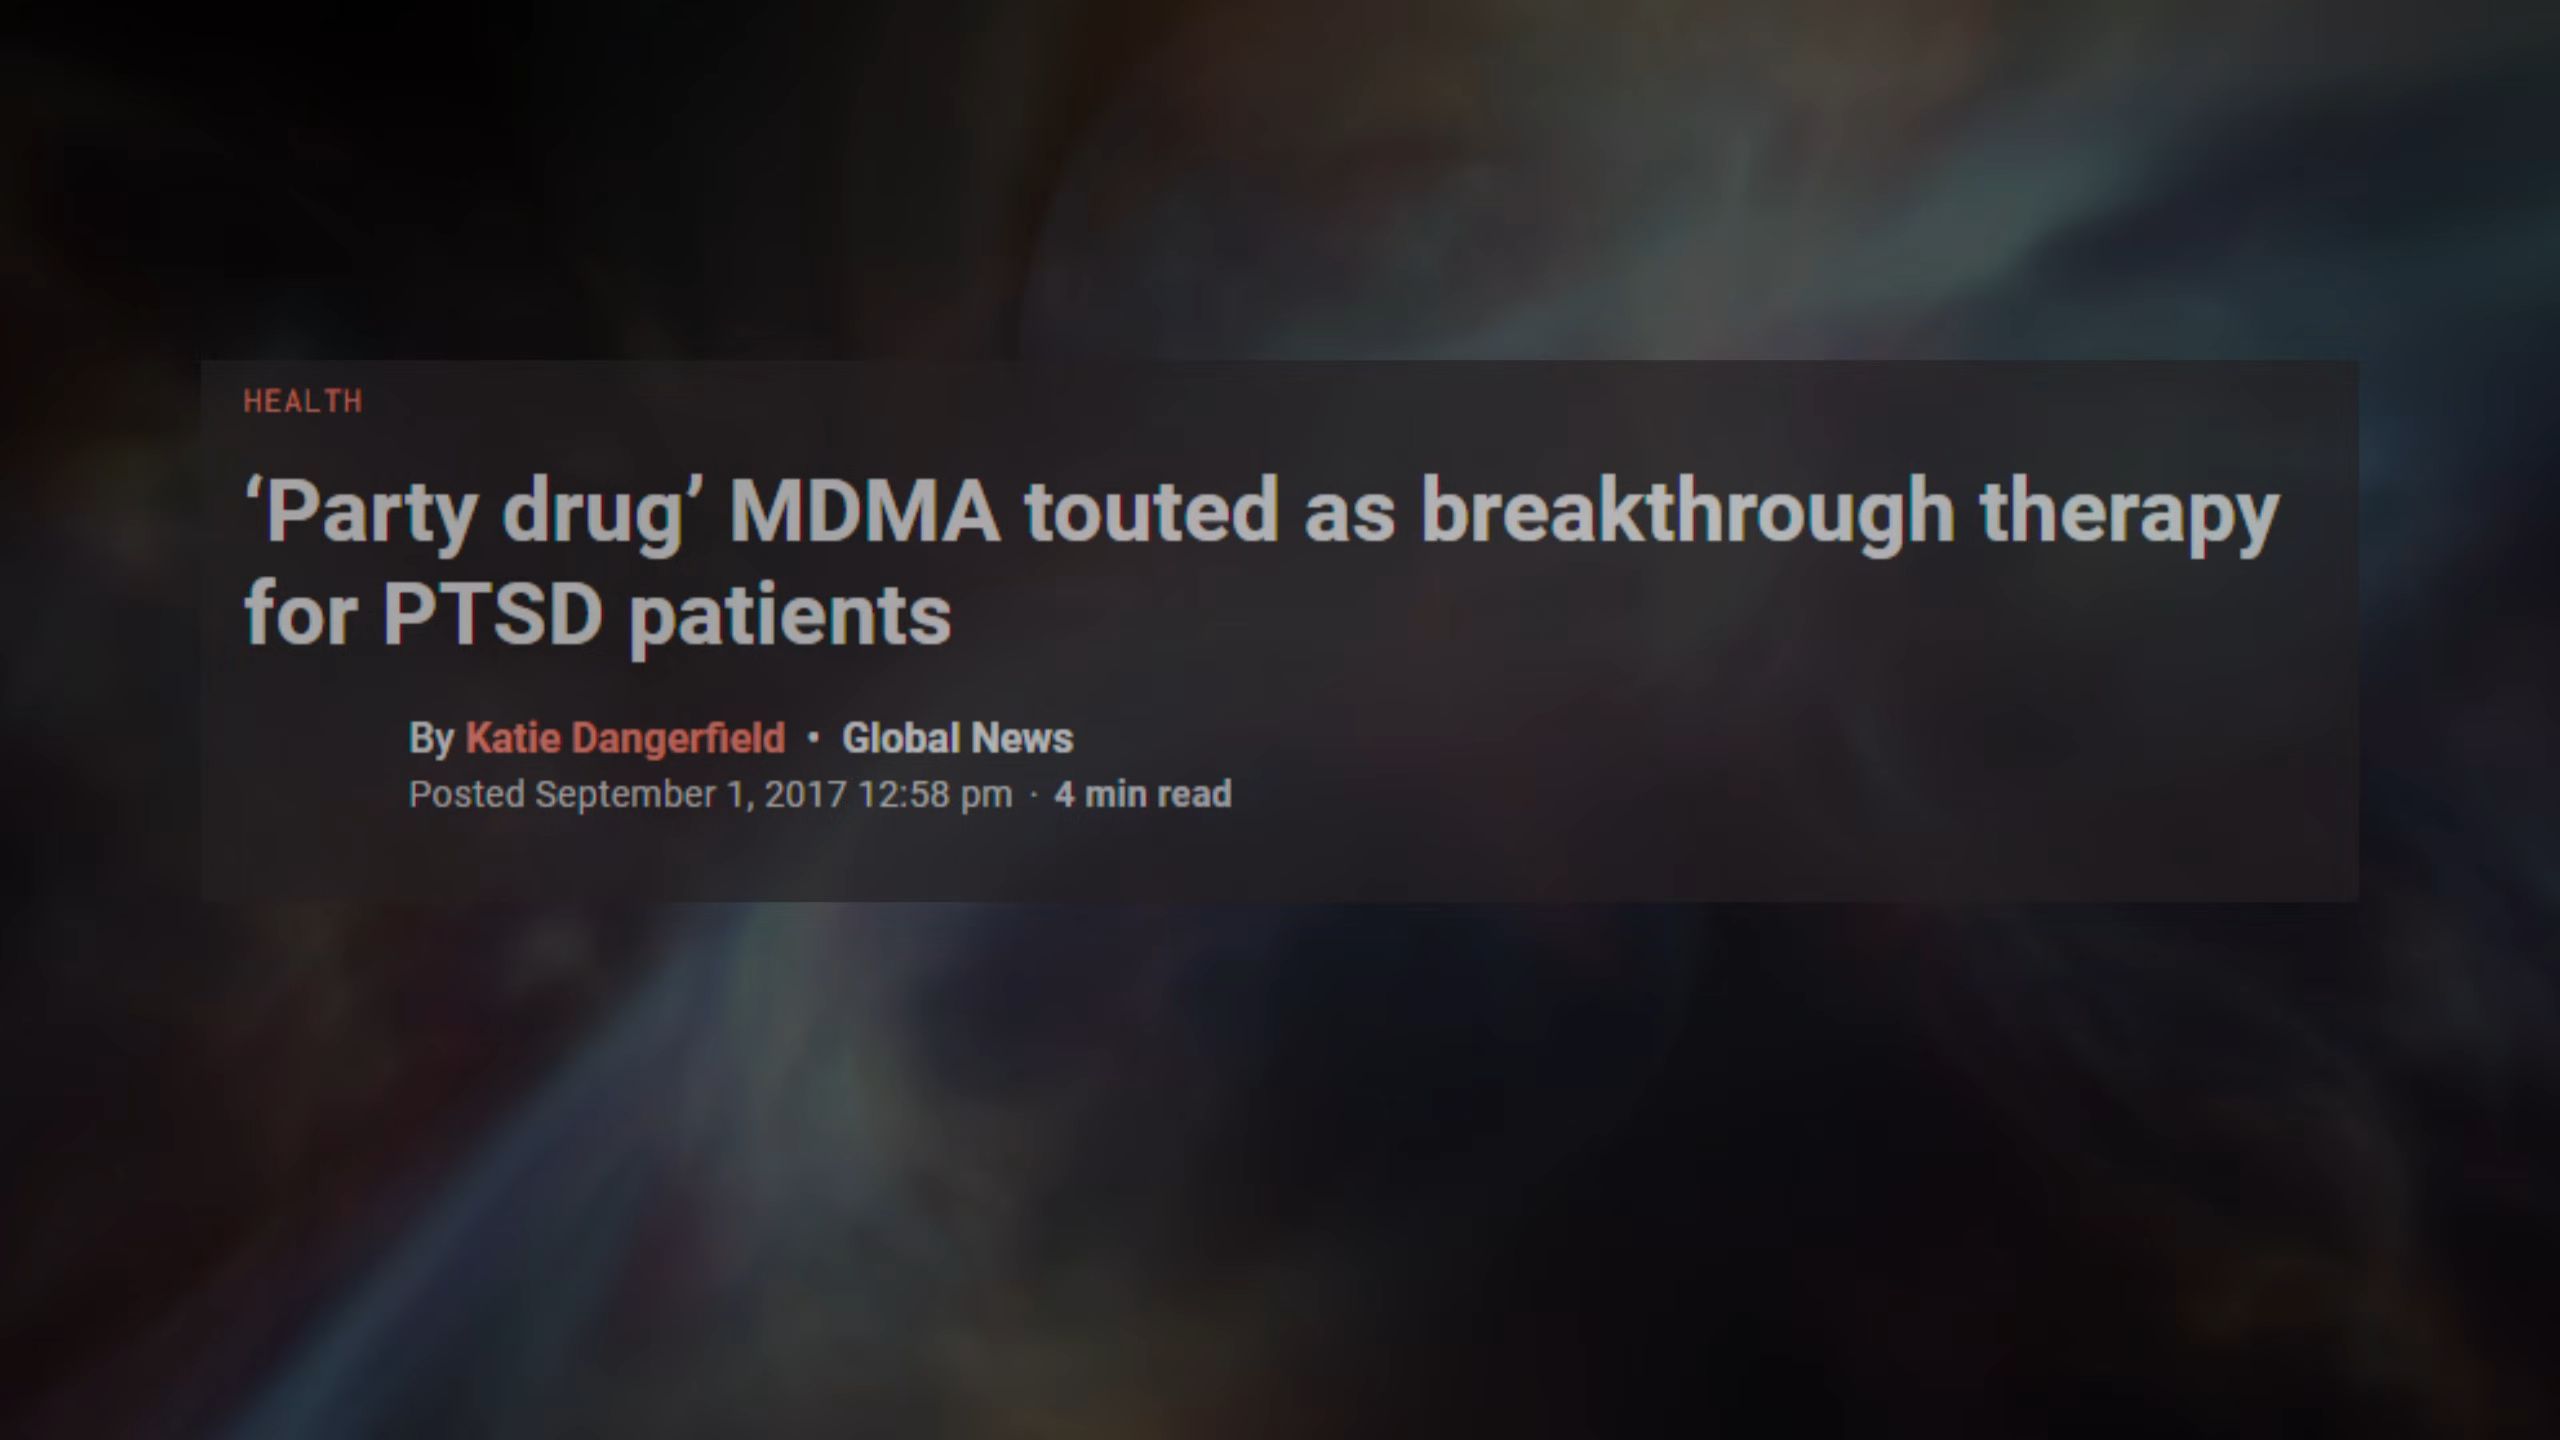 HEALTH
‘Party drug’ MDMA touted as breakthrough therapy
for PTSD patients
By Katie Dangerfield • Global News
Posted September 1, 2017 12:58 pm · 4 min read